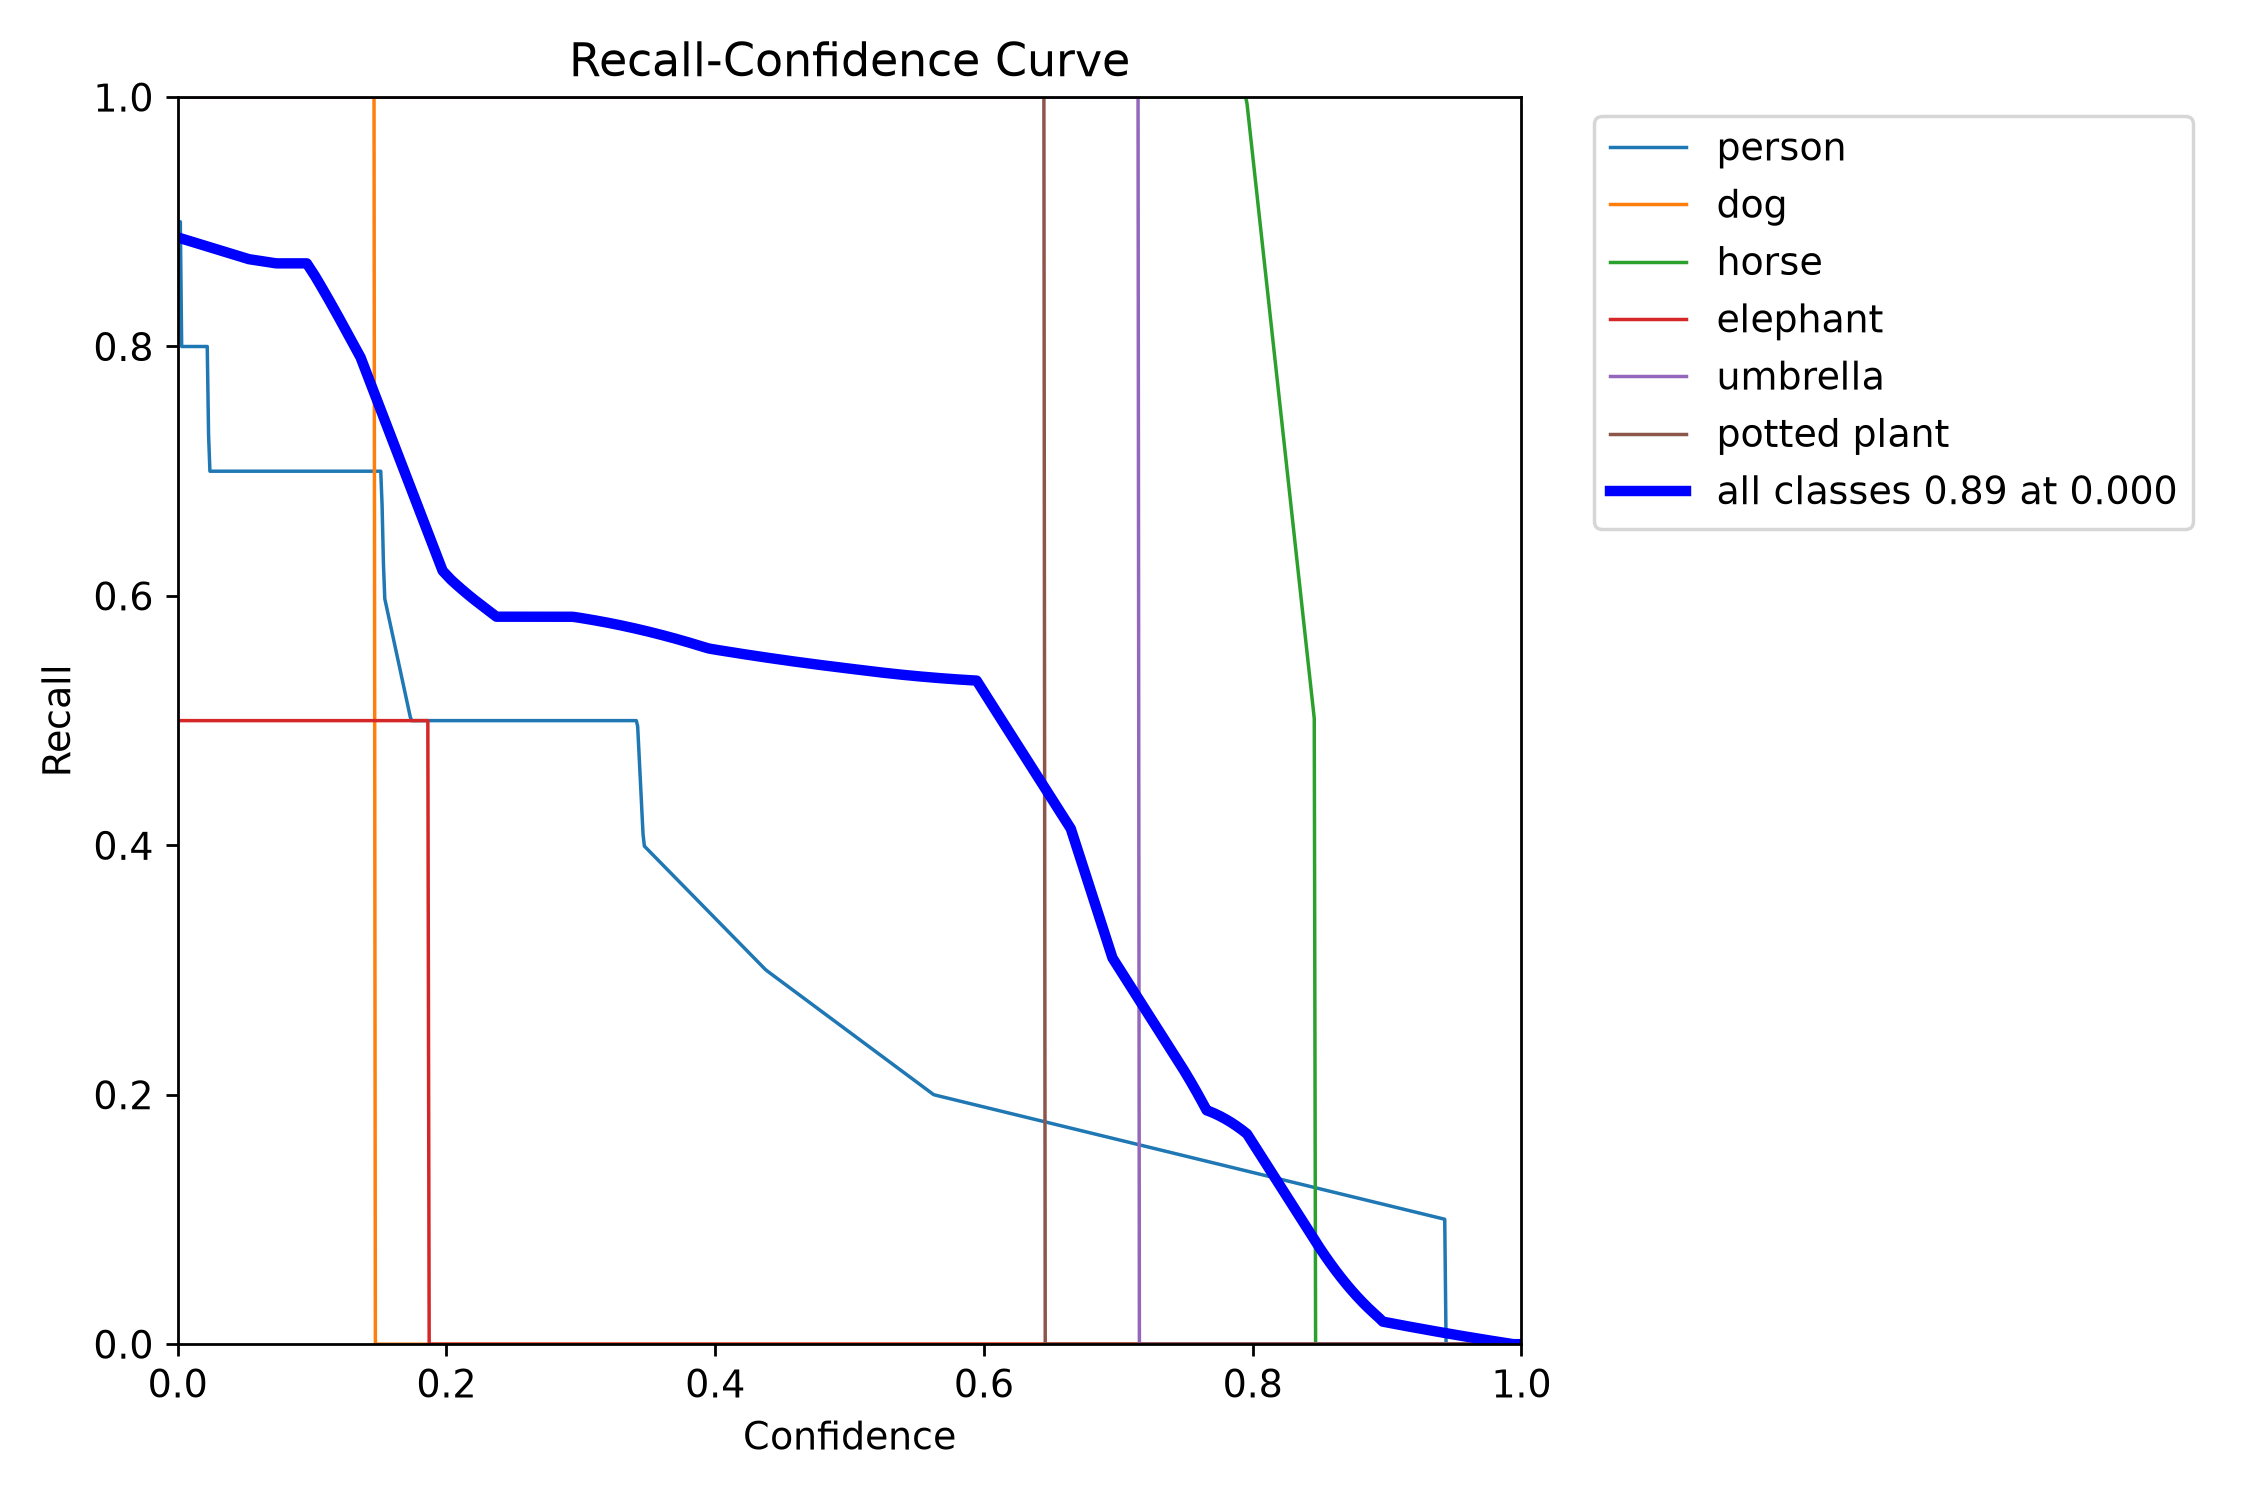 Recall-Confidence Curve
1.0
0.8
0.6
0.4
0.2
0.0
Recall
0.0 0.2 0.4 0.6 0.8 1.0
Confidence
person
dog
horse
elephant
umbrella
potted plant
all classes 0.89 at 0.000